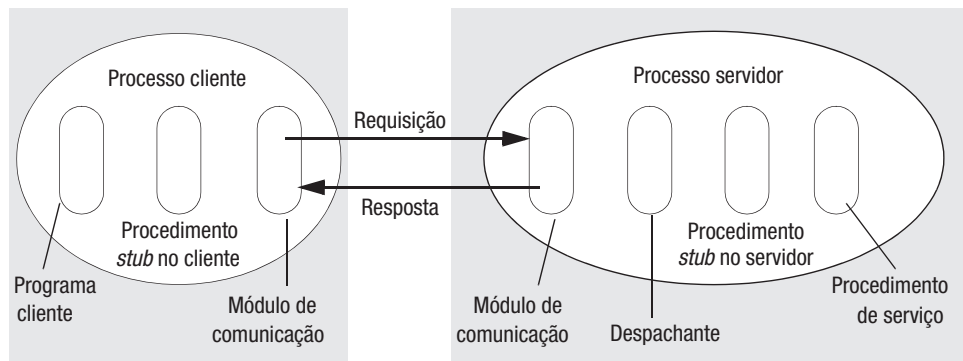 Processo cliente
Processo servidor
Requisição
Resposta
Procedimento
stub no cliente
Procedimento
stub no servidor
Programa
cliente
Módulo de
comunicação
Módulo de
comunicação
Despachante
Procedimento
de serviço